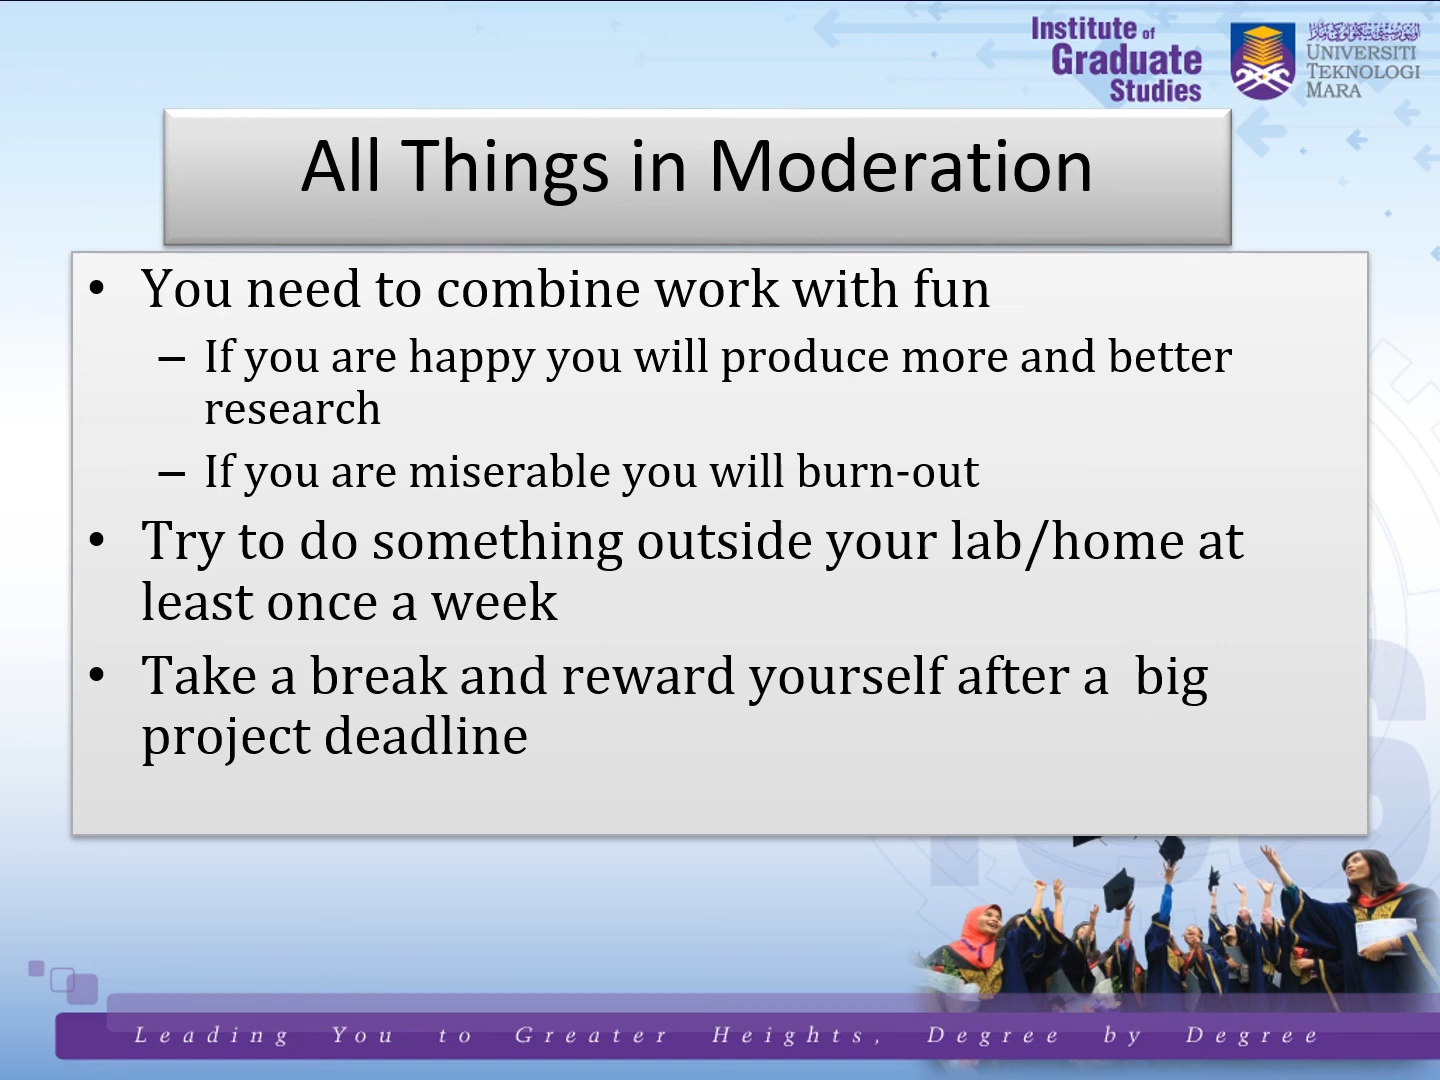 Institute of
Graduate
Studies
UNIVERSITI
TEKNOLOGI
MARA
All Things in Moderation
• You need to combine work with fun
– If you are happy you will produce more and better
research
– If you are miserable you will burn-out
• Try to do something outside your lab/home at
least once a week
• Take a break and reward yourself after a big
project deadline
Leading You to Greater Heights, Degree by Degree